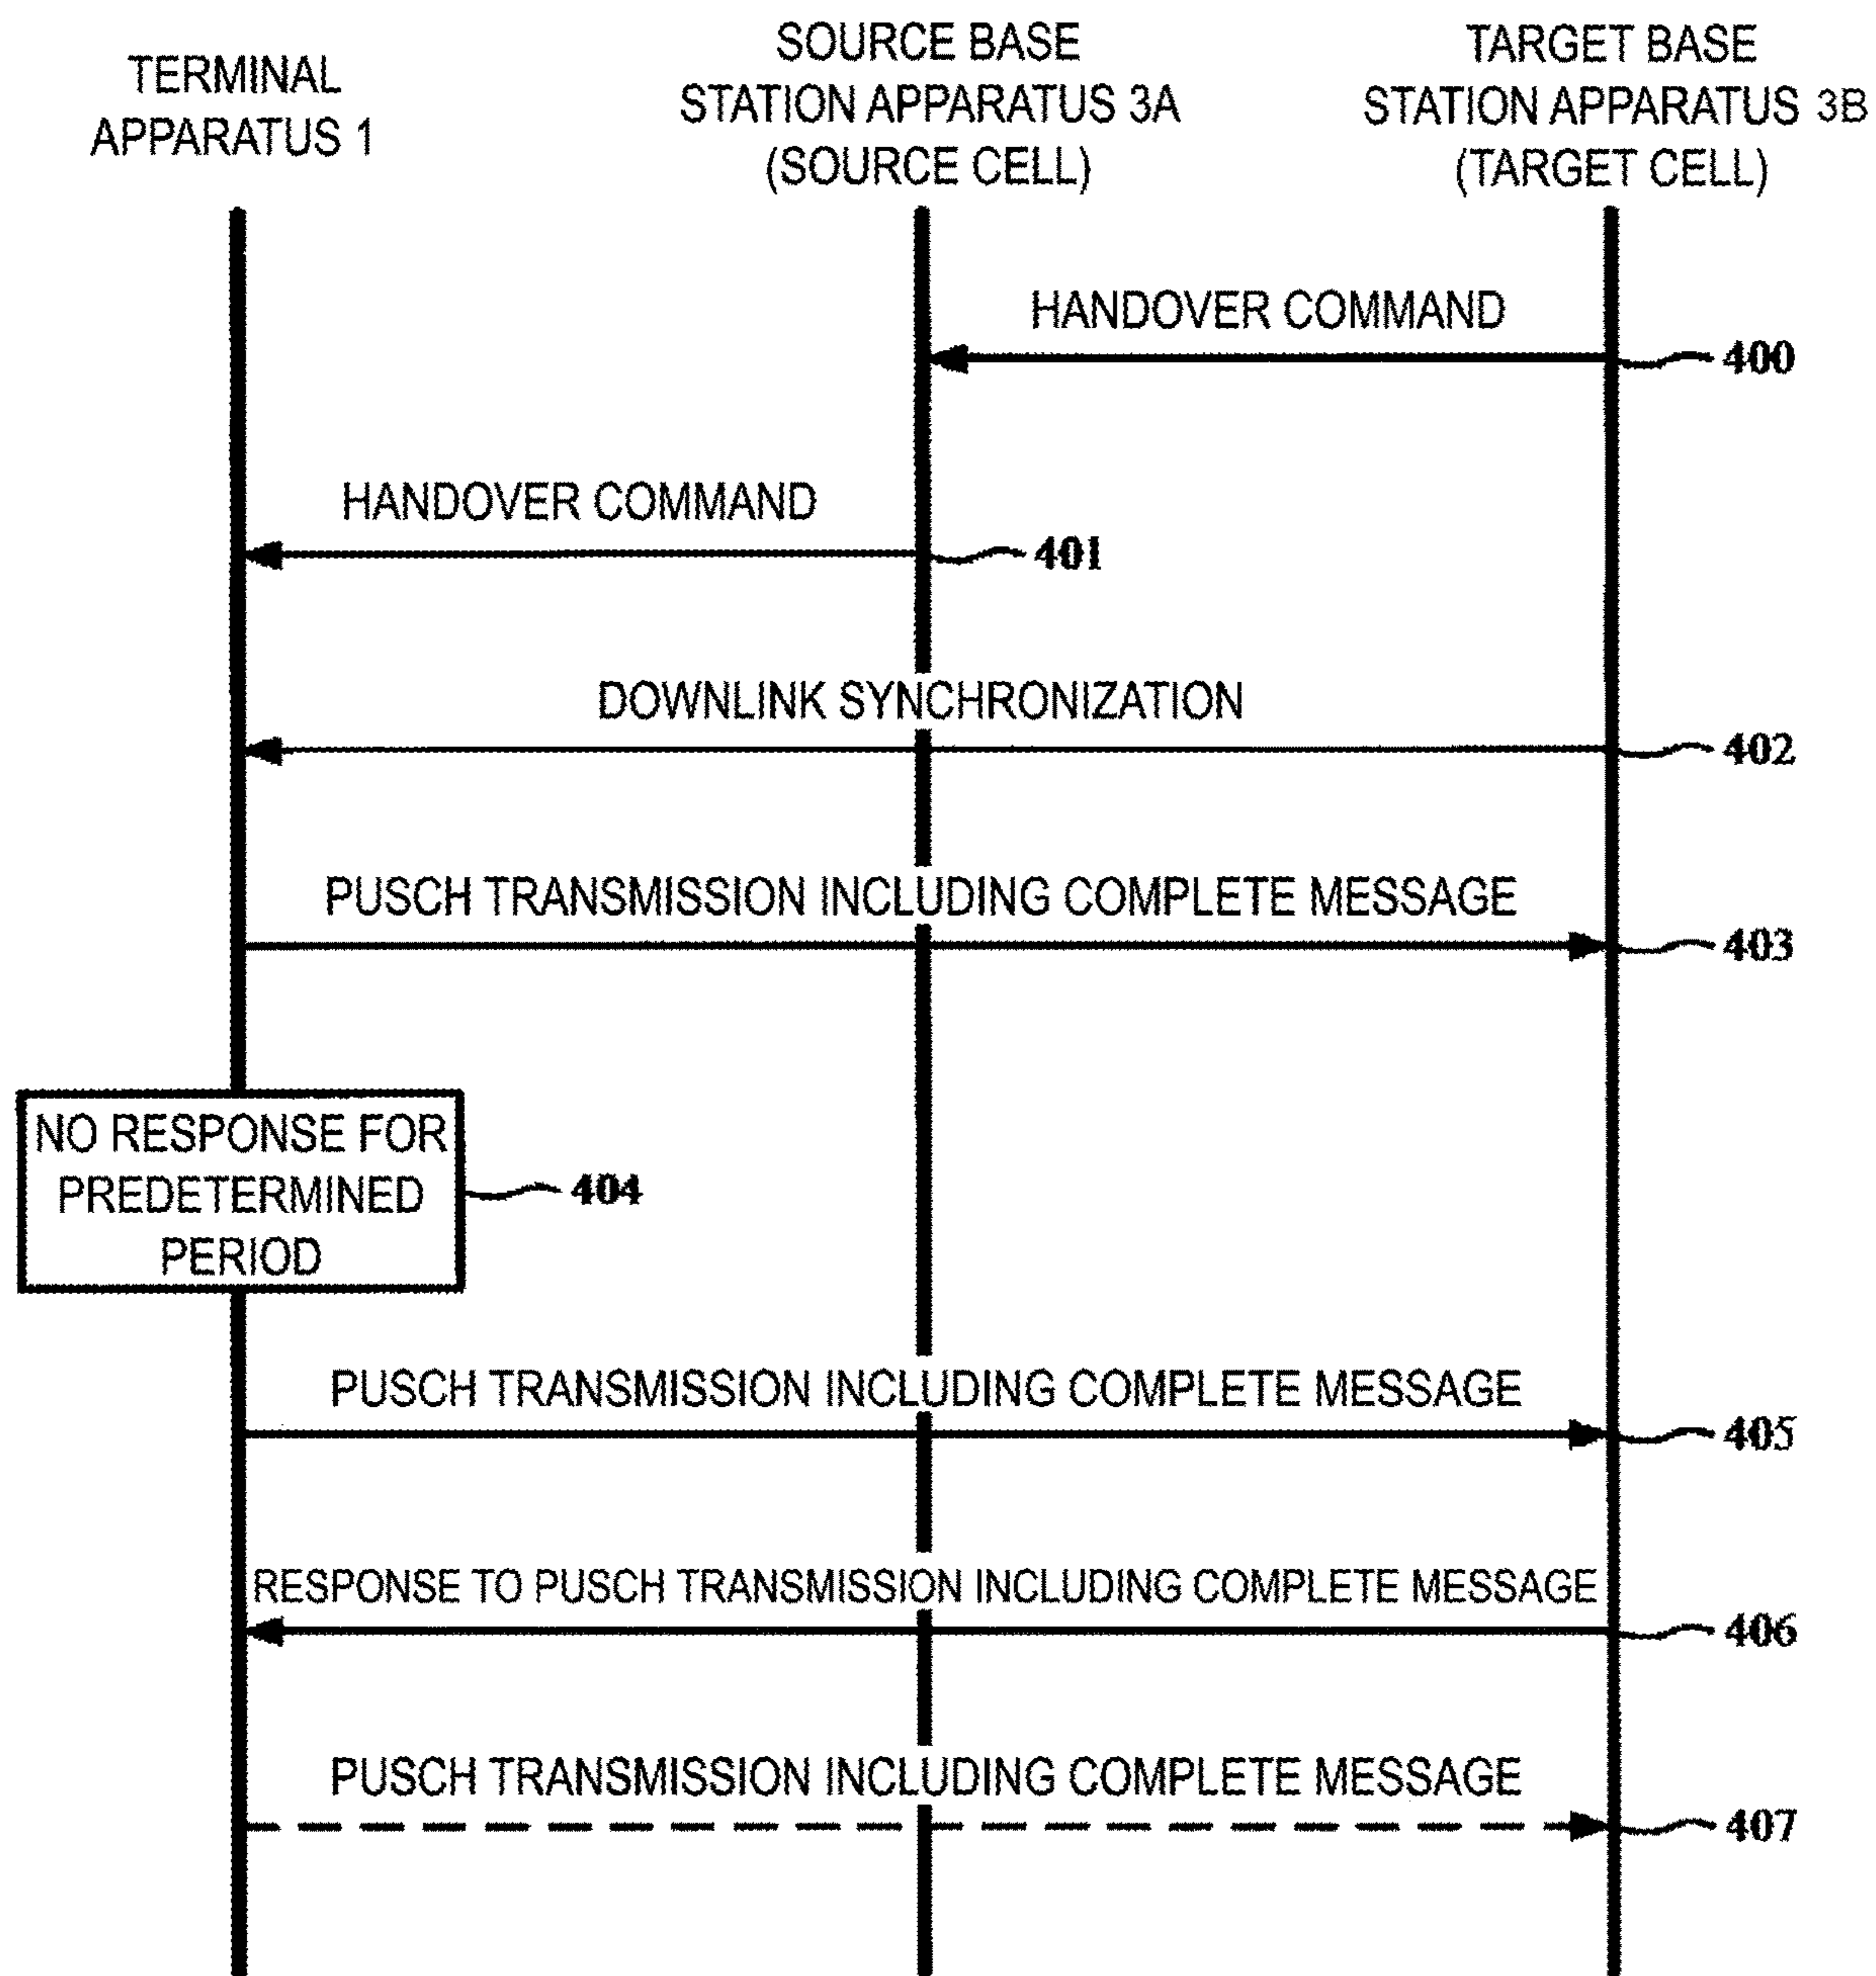 TERMINAL
APPARATUS 1
SOURCE BASE
STATION APPARATUS 3A
(SOURCE CELL)
TARGET BASE
STATION APPARATUS 3B
(TARGET CELL)
HANDOVER COMMAND
400
HANDOVER COMMAND
401
DOWNLINK SYNCHRONIZATION
402
PUSCH TRANSMISSION INCLUDING COMPLETE MESSAGE
403
NO RESPONSE FOR
PREDETERMINED
PERIOD
404
PUSCH TRANSMISSION INCLUDING COMPLETE MESSAGE
405
RESPONSE TO PUSCH TRANSMISSION INCLUDING COMPLETE MESSAGE
406
PUSCH TRANSMISSION INCLUDING COMPLETE MESSAGE
407